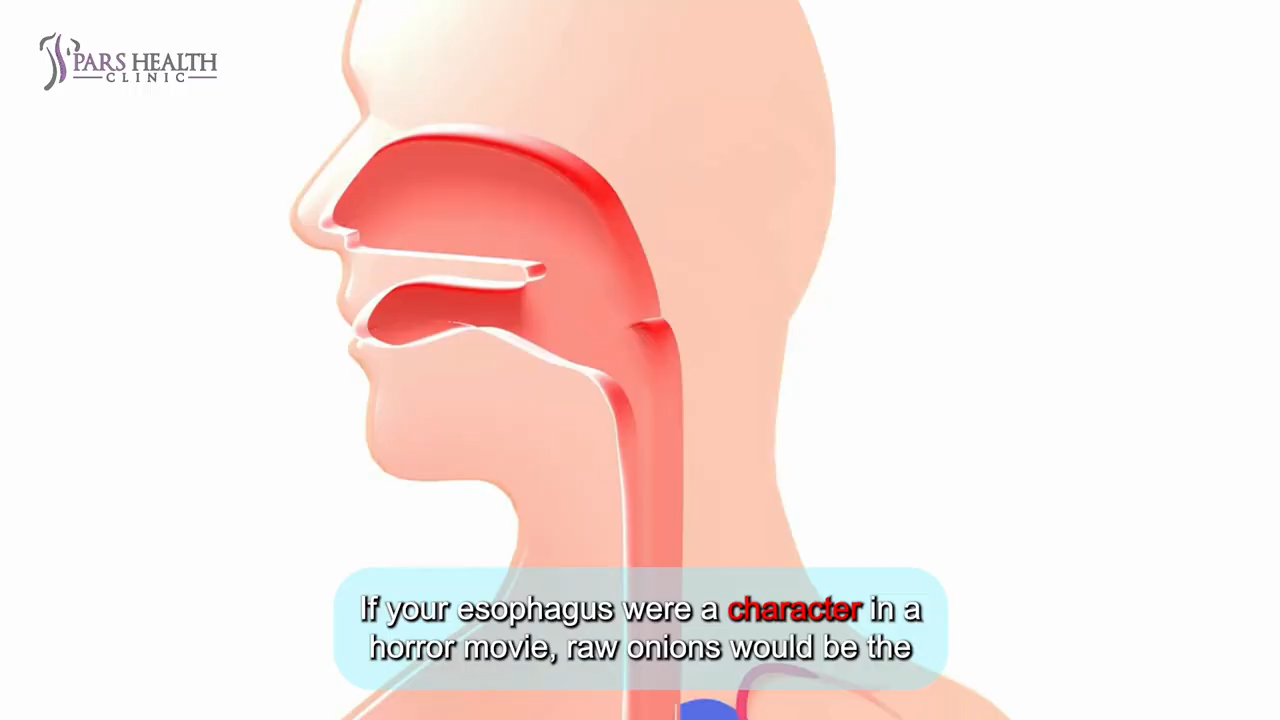 PARS HEALTH
CLINIC
If your esophagus were a character in a
horror movie, raw onions would be the